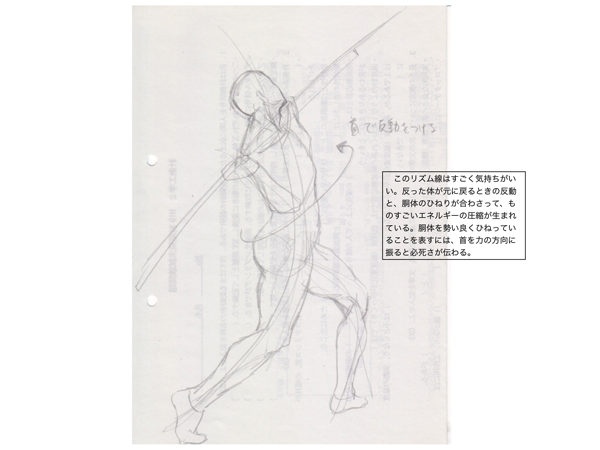 首で反動をつける
このリズム線はすごく気持ちがい
い。反った体が元に戻るときの反動
と、胴体のひねりが合わさって、も
のすごいエネルギーの圧縮が生まれ
ている。胴体を勢い良くひねってい
ることを表すには、首を力の方向に
振ると必死さが伝わる。